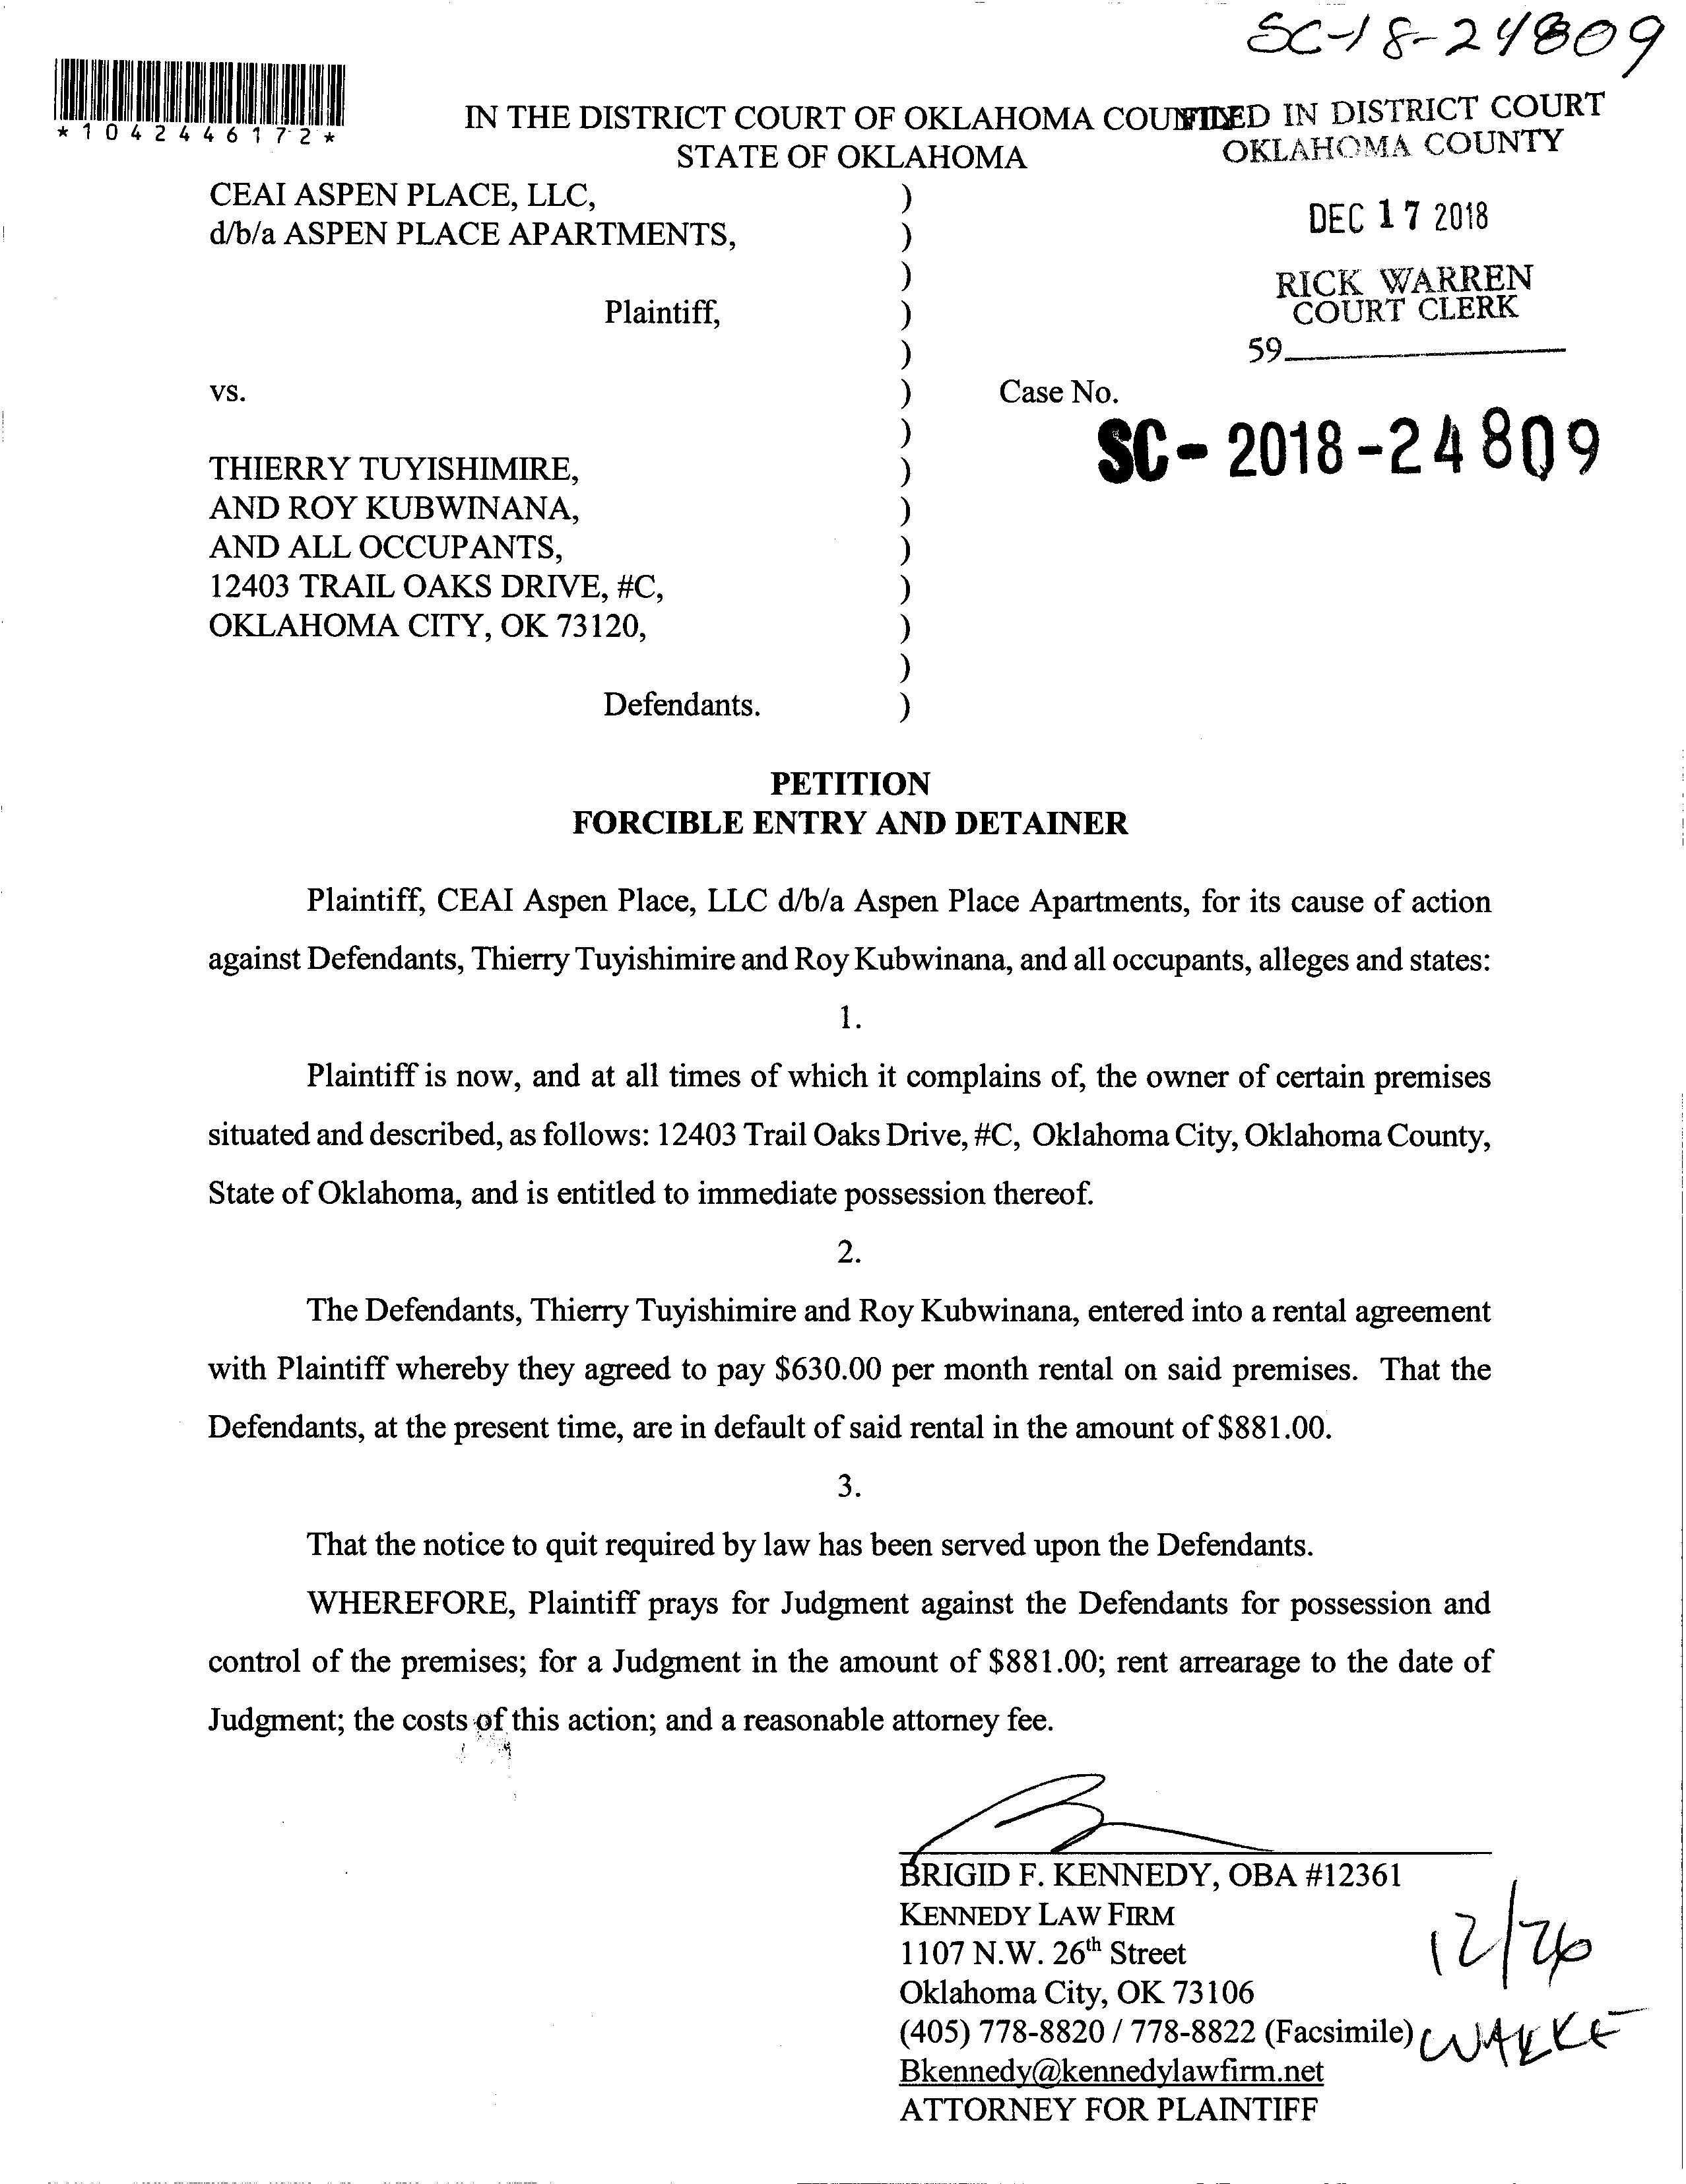 SC-18-24809
*1042446172*
IN THE DISTRICT COURT OF OKLAHOMA COUNTY
STATE OF OKLAHOMA
FILED IN DISTRICT COURT
OKLAHOMA COUNTY
DEC 17 2018
RICK WARREN
COURT CLERK
59
CEAI ASPEN PLACE, LLC, )
d/b/a ASPEN PLACE APARTMENTS, )
)
Plaintiff, )
)
vs. ) Case No.
) SC-2018-24809
THIERRY TUYISHIMIRE, )
AND ROY KUBWINANA, )
AND ALL OCCUPANTS, )
12403 TRAIL OAKS DRIVE, #C, )
OKLAHOMA CITY, OK 73120, )
)
Defendants. )
PETITION
FORCIBLE ENTRY AND DETAINER
Plaintiff, CEAI Aspen Place, LLC d/b/a Aspen Place Apartments, for its cause of action
against Defendants, Thierry Tuyishimire and Roy Kubwinana, and all occupants, alleges and states:
1.
Plaintiff is now, and at all times of which it complains of, the owner of certain premises
situated and described, as follows: 12403 Trail Oaks Drive, #C, Oklahoma City, Oklahoma County,
State of Oklahoma, and is entitled to immediate possession thereof.
2.
The Defendants, Thierry Tuyishimire and Roy Kubwinana, entered into a rental agreement
with Plaintiff whereby they agreed to pay $630.00 per month rental on said premises. That the
Defendants, at the present time, are in default of said rental in the amount of $881.00.
3.
That the notice to quit required by law has been served upon the Defendants.
WHEREFORE, Plaintiff prays for Judgment against the Defendants for possession and
control of the premises; for a Judgment in the amount of $881.00; rent arrearage to the date of
Judgment; the costs of this action; and a reasonable attorney fee.
BRIGID F. KENNEDY, OBA #12361
KENNEDY LAW FIRM
1107 N.W. 26th Street
Oklahoma City, OK 73106
(405) 778-8820 / 778-8822 (Facsimile)
Bkennedy@kennedylawfirm.net
ATTORNEY FOR PLAINTIFF
12/26